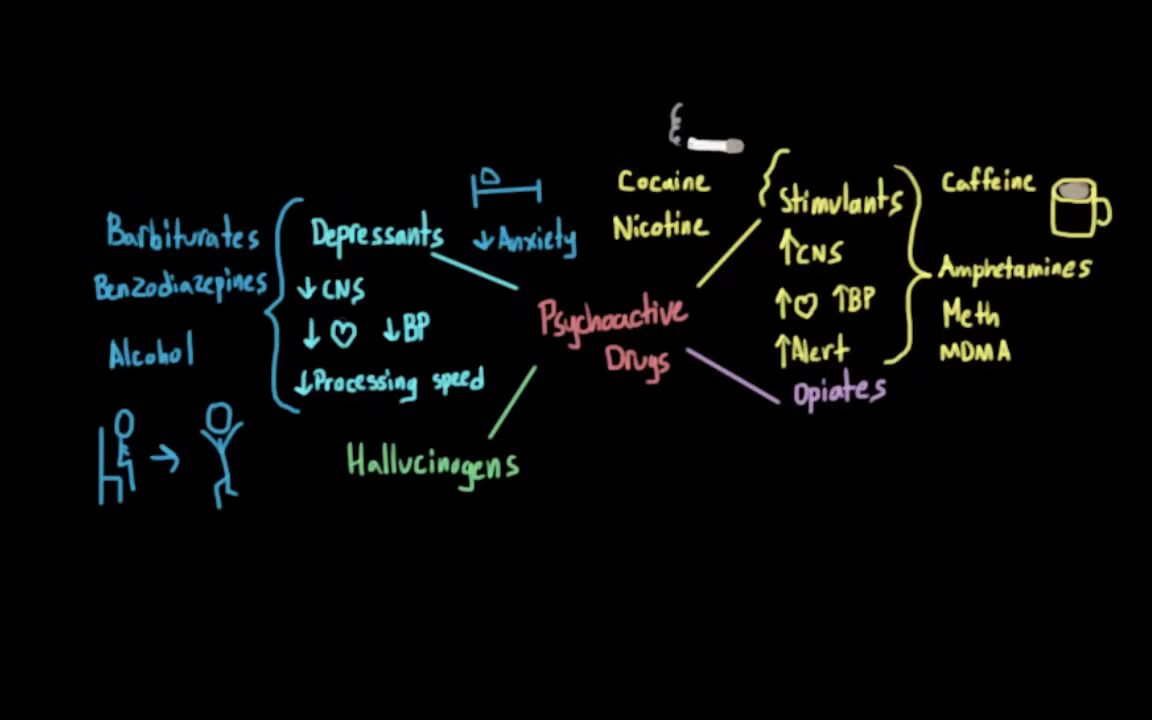 Barbiturates
Benzodiazepines
Alcohol
Depressants
↓CNS
↓♡ ↓BP
↓Processing speed
↓Anxiety
Psychoactive
Drugs
Hallucinogens
Cocaine
Nicotine
Stimulants
↑CNS
↑♡ ↑BP
↑Alert
Opiates
Caffeine
Amphetamines
Meth
MDMA